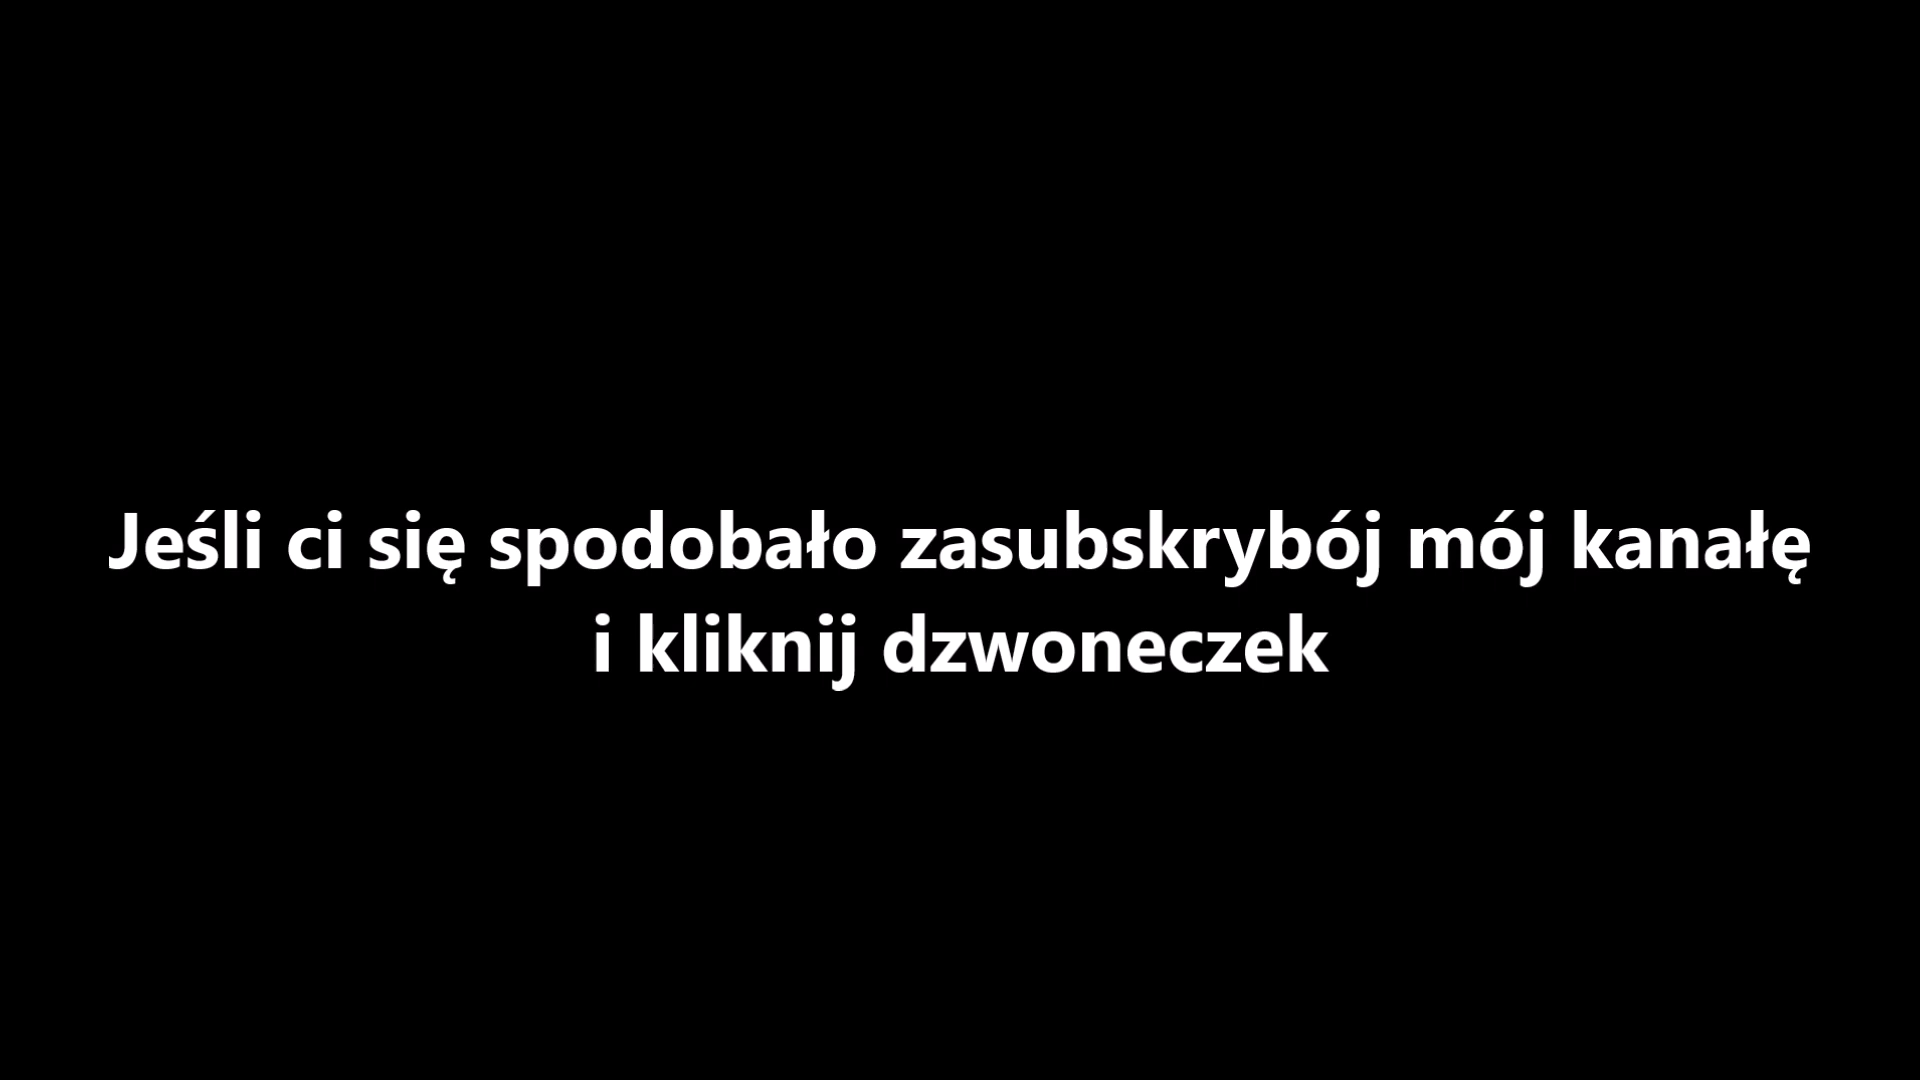 Jeśli ci się spodobało zasubskrybój mój kanałę
i kliknij dzwoneczek